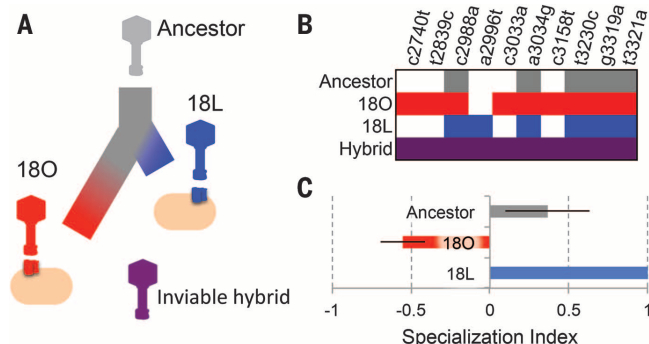 A
Ancestor
18L
18O
Inviable hybrid
B
c2740t
t2839c
c2988a
a2996t
c3033a
a3034g
c3158t
t3230c
g3319a
t3321a
Ancestor
18O
18L
Hybrid
C
Ancestor
18O
18L
-1 -0.5 0 0.5 1
Specialization Index